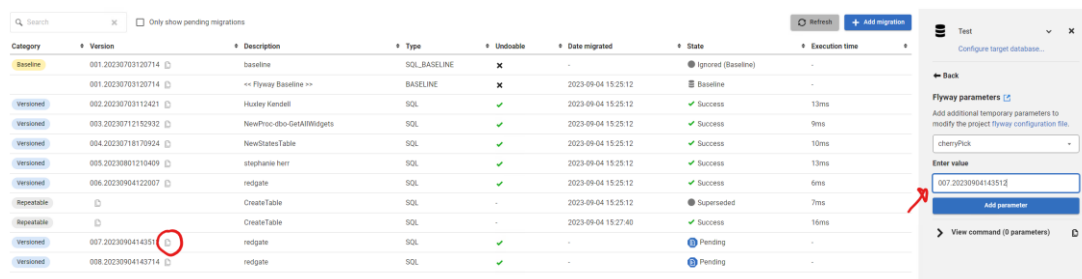 Search
Only show pending migrations
Refresh
Add migration
Category Version Description Type Undoable Date migrated State Execution time
Baseline 001.20230703120714 baseline SQL_BASELINE - Ignored (Baseline) -
001.20230703120714 << Flyway Baseline >> BASELINE 2023-09-04 15:25:12 Baseline -
Versioned 002.20230703112421 Huxley Kendell SQL 2023-09-04 15:25:12 Success 13ms
Versioned 003.20230712152932 NewProc-dbo-GetAllWidgets SQL 2023-09-04 15:25:12 Success 9ms
Versioned 004.20230718170924 NewStatesTable SQL 2023-09-04 15:25:12 Success 10ms
Versioned 005.20230801210409 stephanie herr SQL 2023-09-04 15:25:12 Success 13ms
Versioned 006.20230904122007 redgate SQL 2023-09-04 15:25:12 Success 6ms
Repeatable CreateTable SQL - 2023-09-04 15:25:12 Superseded 7ms
Repeatable CreateTable SQL - 2023-09-04 15:27:40 Success 16ms
Versioned 007.2023090414351 redgate SQL - Pending -
Versioned 008.20230904143714 redgate SQL - Pending -
Test
Configure target database...
Back
Flyway parameters
Add additional temporary parameters to
modify the project flyway configuration file.
cherryPick
Enter value
007.20230904143512
Add parameter
View command (0 parameters)